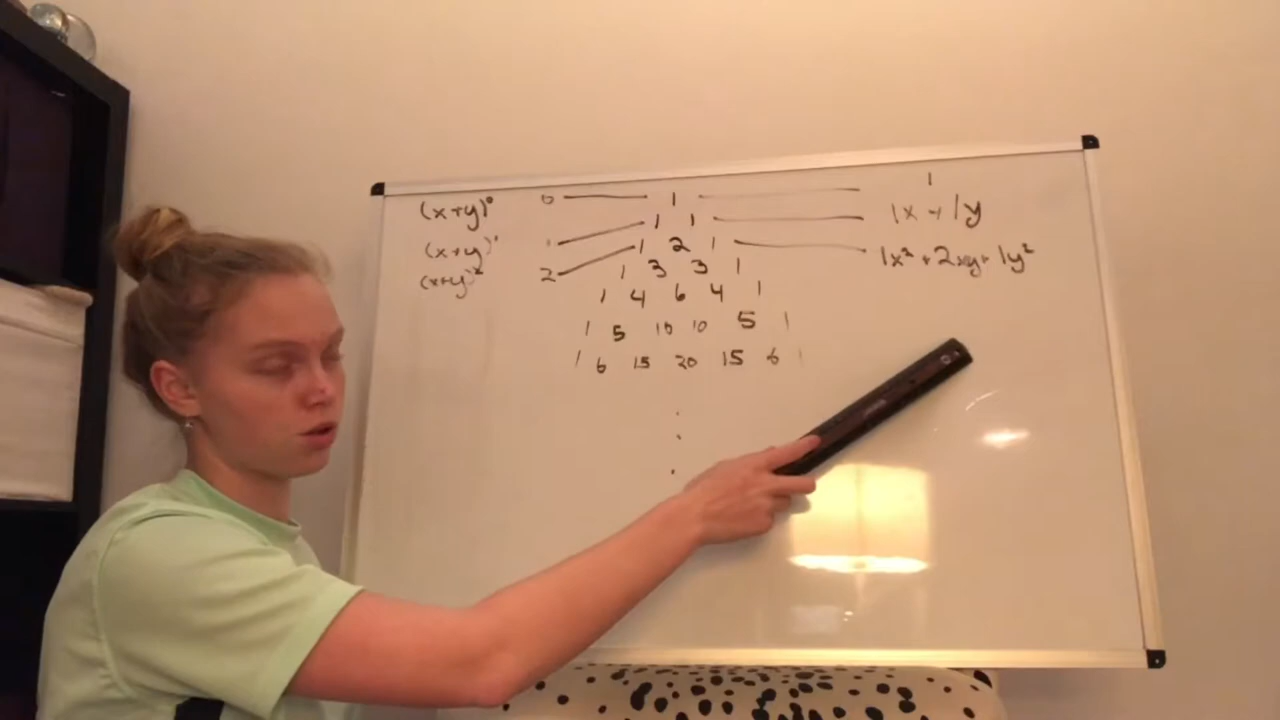 (x+y)⁰ 0 1 1
1 1 1x + 1y
(x+y)¹ 1 2 1 1x² + 2xy + 1y²
(x+y)² 2 1 3 3 1
1 4 6 4 1
1 5 10 10 5 1
1 6 15 20 15 6 1
.
.
.